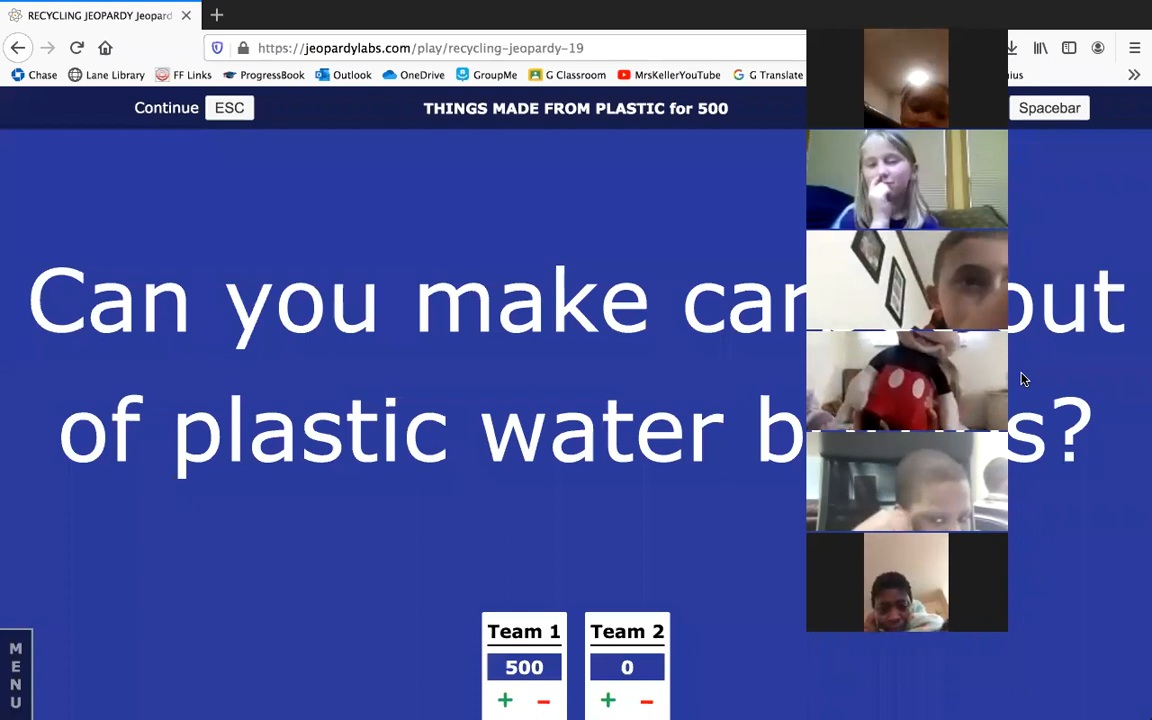 RECYCLING JEOPARDY Jeopard
https://jeopardylabs.com/play/recycling-jeopardy-19
Chase Lane Library FF Links ProgressBook Outlook OneDrive GroupMe G Classroom MrsKellerYouTube G Translate nius
Continue ESC THINGS MADE FROM PLASTIC for 500 Spacebar
Can you make car out
of plastic water b s?
Team 1 Team 2
500 0
+ − + −
MENU